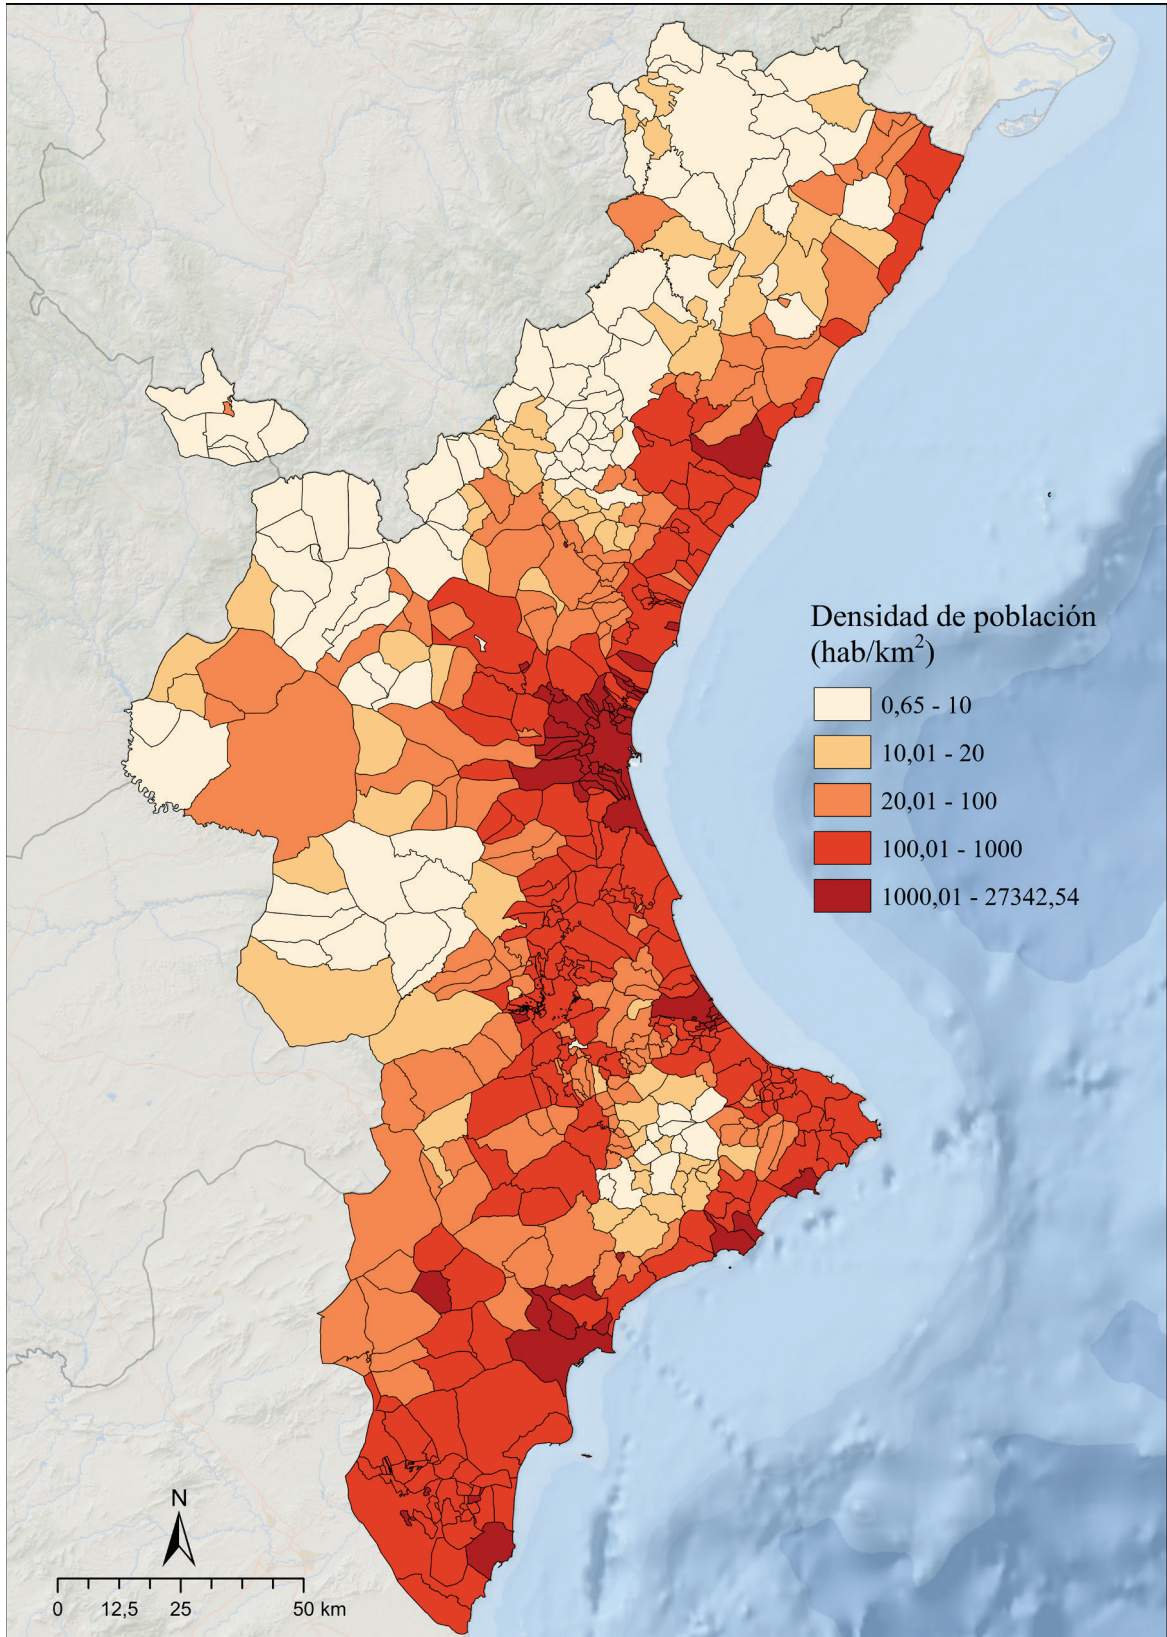 Densidad de población
(hab/km²)
0,65 - 10
10,01 - 20
20,01 - 100
100,01 - 1000
1000,01 - 27342,54
N
0 12,5 25 50 km